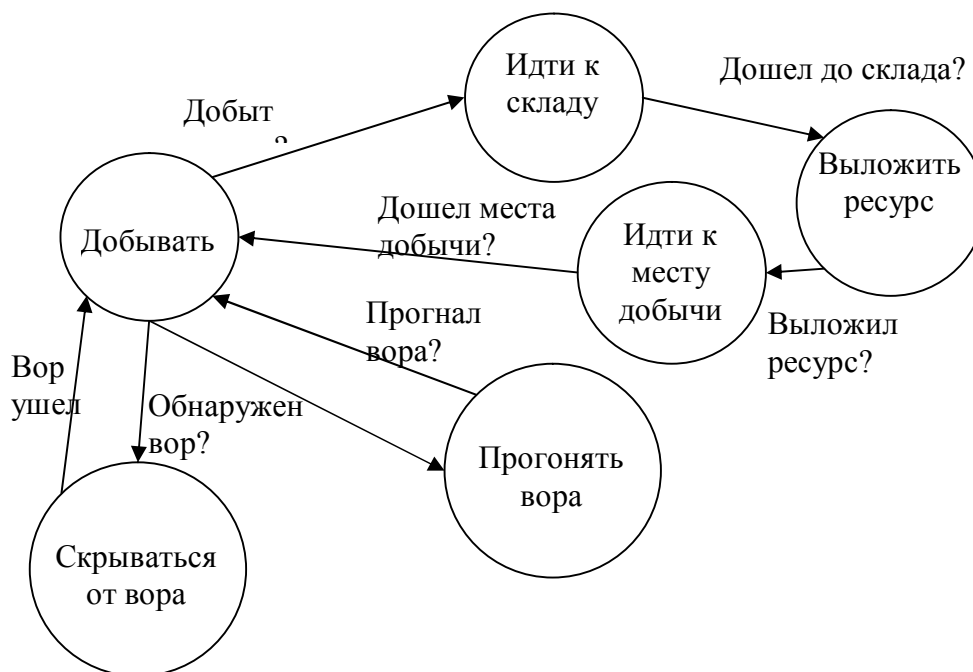 Идти к
складу
Дошел до склада?
Добыт
?
Выложить
ресурс
Добывать
Дошел места
добычи?
Идти к
месту
добычи
Прогнал
вора?
Выложил
ресурс?
Вор
ушел
Обнаружен
вор?
Прогонять
вора
Скрываться
от вора